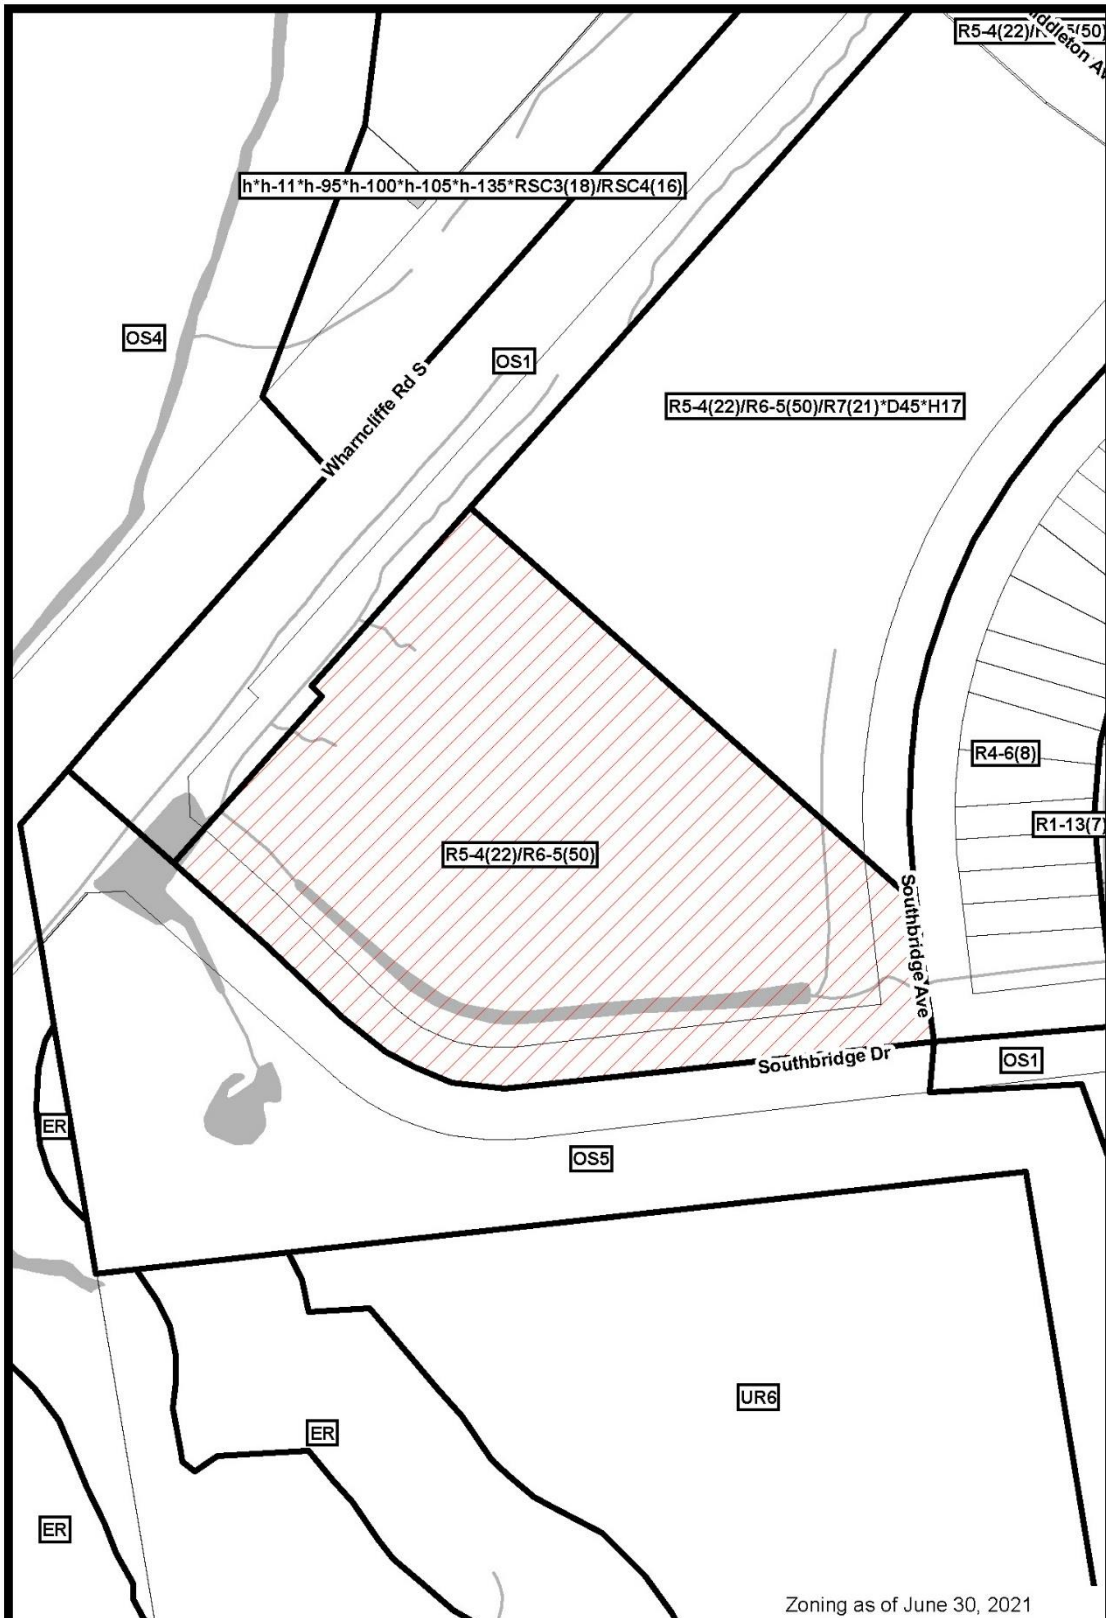 R5-4(22)/R
5(50)
iddleton Av
h*h-11*h-95*h-100*h-105*h-135*RSC3(18)/RSC4(16)
OS4
OS1
Wharncliffe Rd S
R5-4(22)/R6-5(50)/R7(21)*D45*H17
R4-6(8)
R1-13(7)
R5-4(22)/R6-5(50)
Southbridge Ave
Southbridge Dr
OS1
ER
OS5
UR6
ER
ER
Zoning as of June 30, 2021